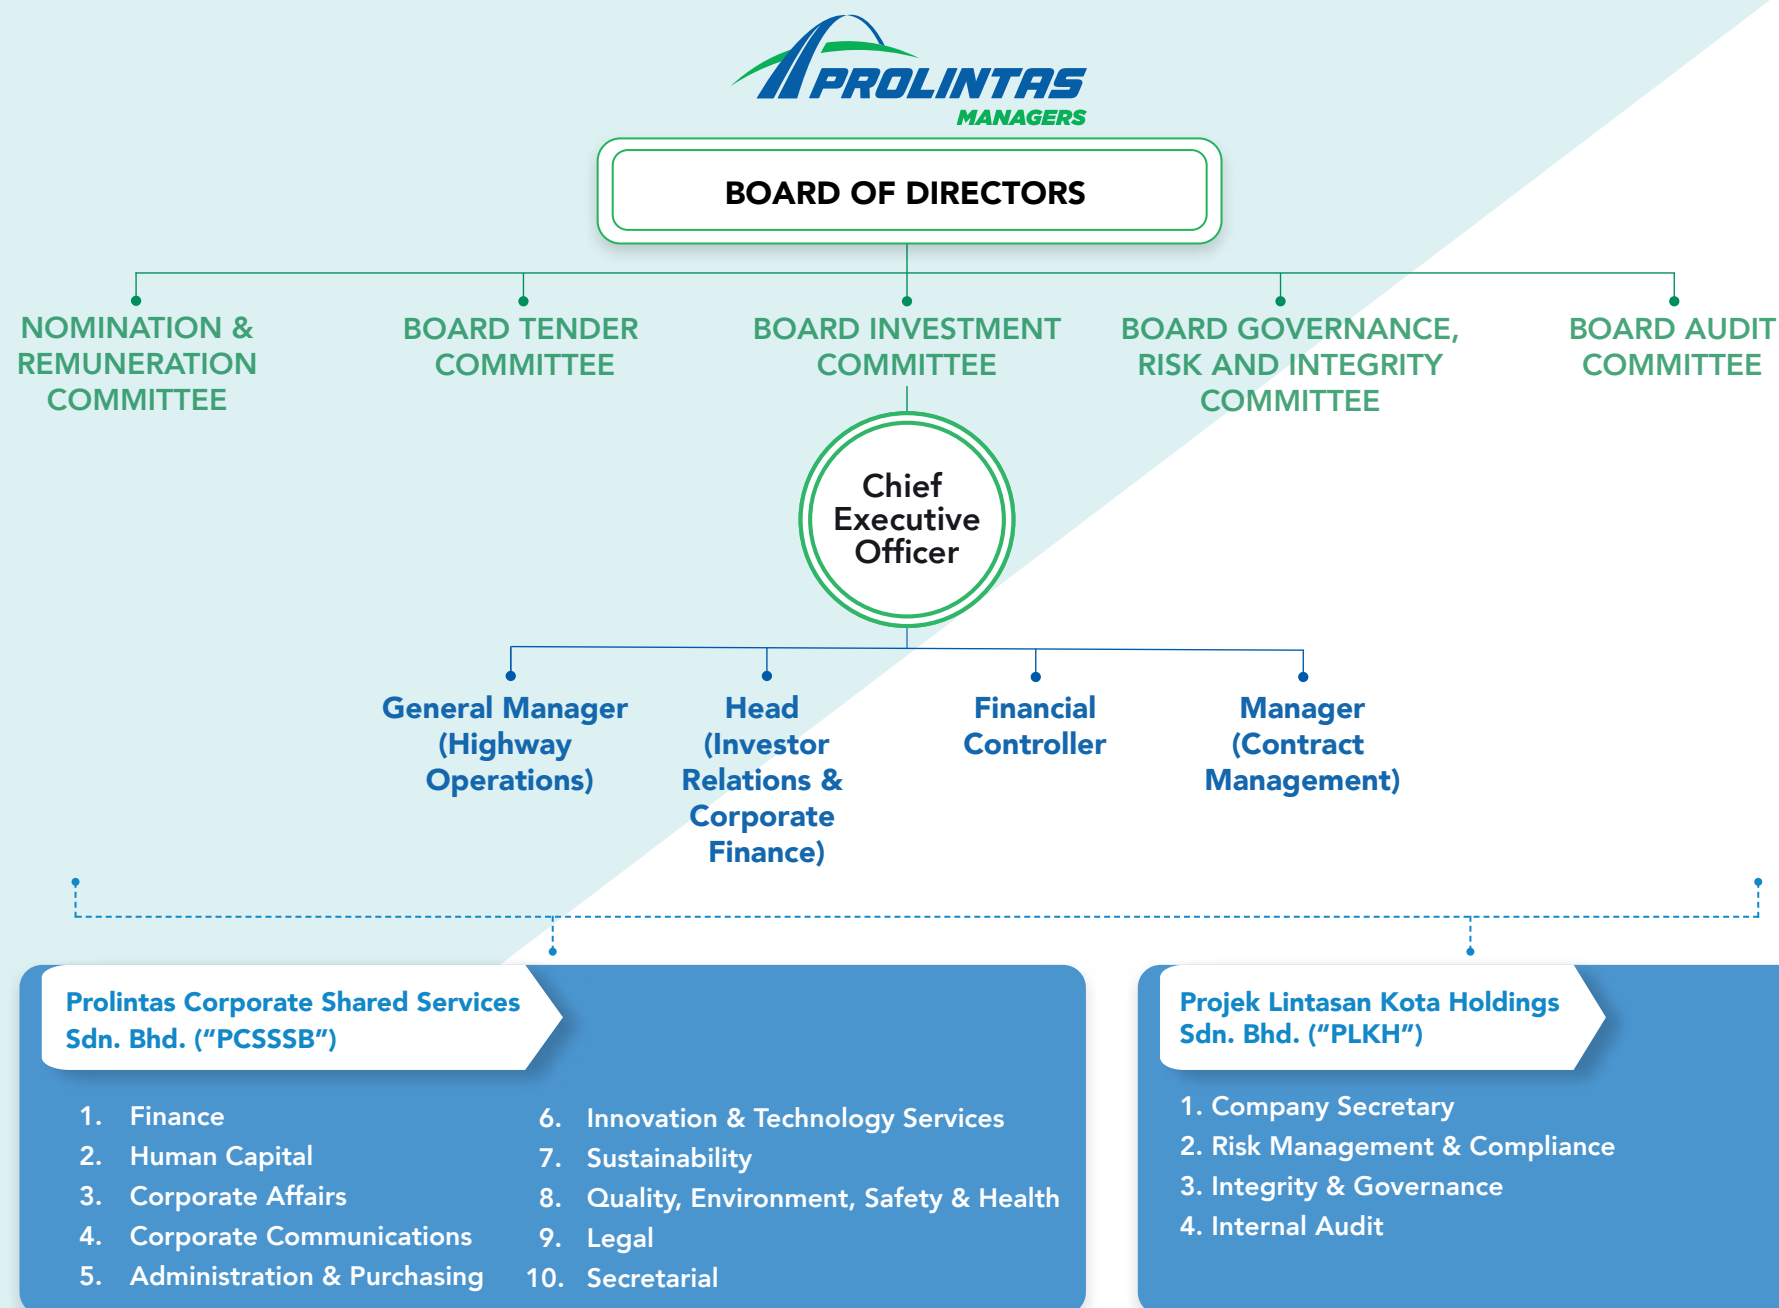 PROLINTAS
MANAGERS
BOARD OF DIRECTORS
NOMINATION &
REMUNERATION
COMMITTEE
BOARD TENDER
COMMITTEE
BOARD INVESTMENT
COMMITTEE
BOARD GOVERNANCE,
RISK AND INTEGRITY
COMMITTEE
BOARD AUDIT
COMMITTEE
Chief
Executive
Officer
General Manager
(Highway
Operations)
Head
(Investor
Relations &
Corporate
Finance)
Financial
Controller
Manager
(Contract
Management)
Prolintas Corporate Shared Services
Sdn. Bhd. (“PCSSSB”)
1. Finance
2. Human Capital
3. Corporate Affairs
4. Corporate Communications
5. Administration & Purchasing
6. Innovation & Technology Services
7. Sustainability
8. Quality, Environment, Safety & Health
9. Legal
10. Secretarial
Projek Lintasan Kota Holdings
Sdn. Bhd. (“PLKH”)
1. Company Secretary
2. Risk Management & Compliance
3. Integrity & Governance
4. Internal Audit